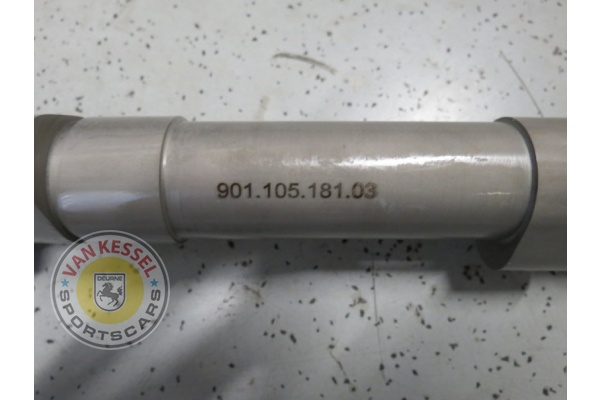 901.105.181.03
VAN KESSEL
DEURNE
SPORTSCARS